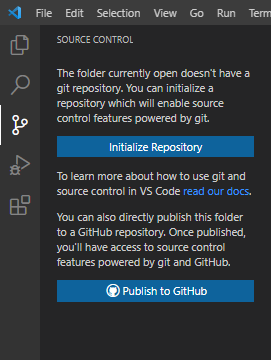 File Edit Selection View Go Run Term
SOURCE CONTROL
The folder currently open doesn't have a
git repository. You can initialize a
repository which will enable source
control features powered by git.
Initialize Repository
To learn more about how to use git and
source control in VS Code read our docs.
You can also directly publish this folder
to a GitHub repository. Once published,
you'll have access to source control
features powered by git and GitHub.
Publish to GitHub